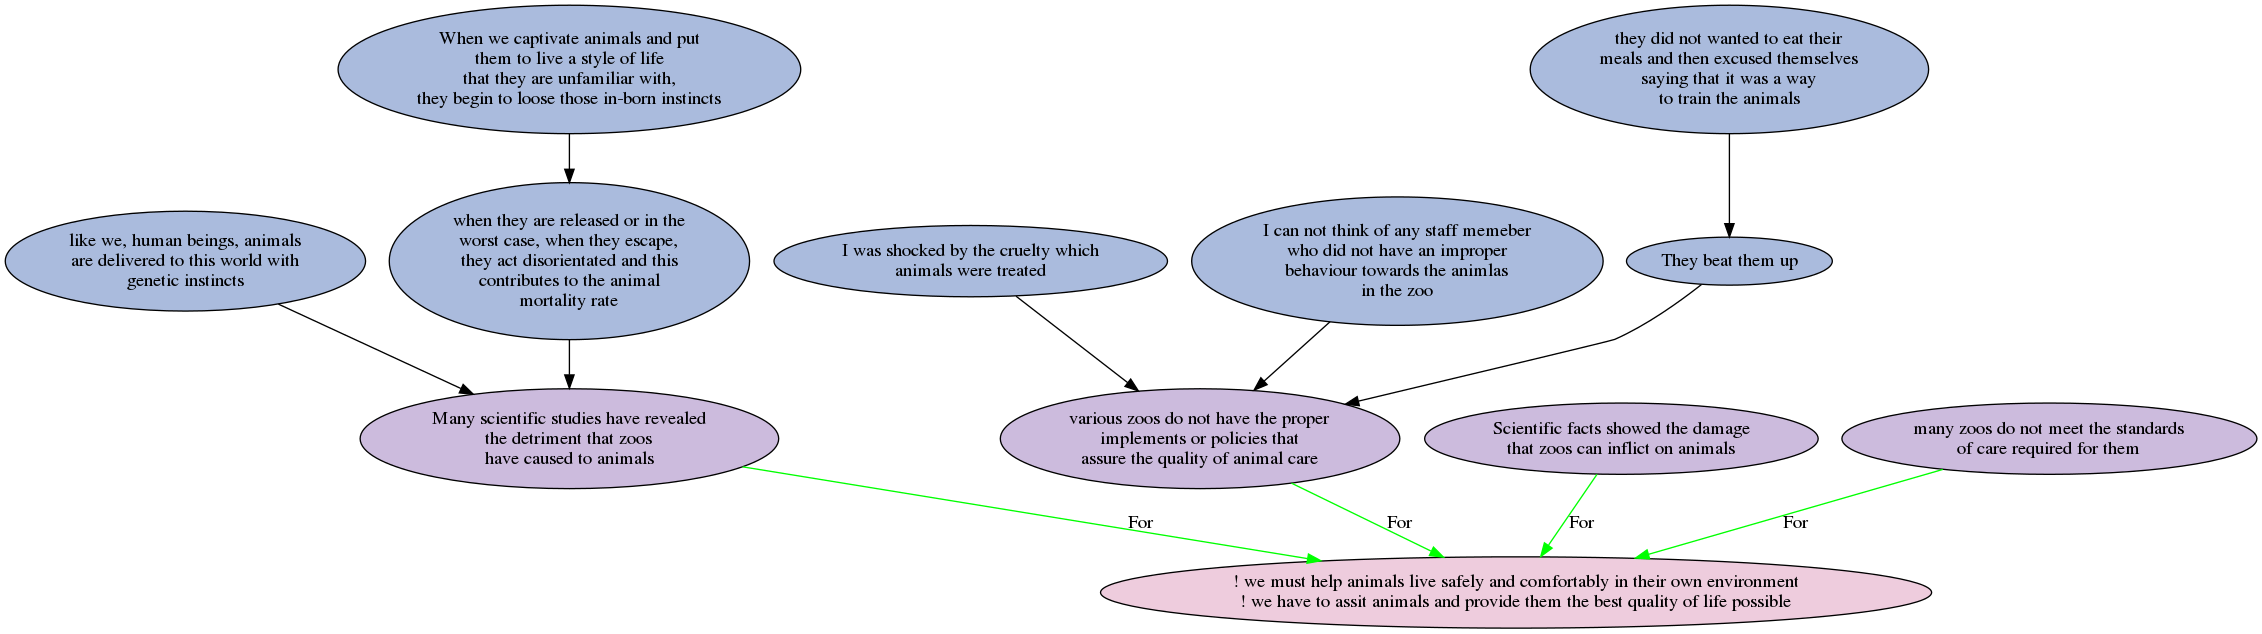 When we captivate animals and put
them to live a style of life
that they are unfamiliar with,
they begin to loose those in-born instincts
they did not wanted to eat their
meals and then excused themselves
saying that it was a way
to train the animals
like we, human beings, animals
are delivered to this world with
genetic instincts
when they are released or in the
worst case, when they escape,
they act disorientated and this
contributes to the animal
mortality rate
I was shocked by the cruelty which
animals were treated
I can not think of any staff memeber
who did not have an improper
behaviour towards the animlas
in the zoo
They beat them up
Many scientific studies have revealed
the detriment that zoos
have caused to animals
various zoos do not have the proper
implements or policies that
assure the quality of animal care
Scientific facts showed the damage
that zoos can inflict on animals
many zoos do not meet the standards
of care required for them
For
For
For
For
! we must help animals live safely and comfortably in their own environment
! we have to assit animals and provide them the best quality of life possible